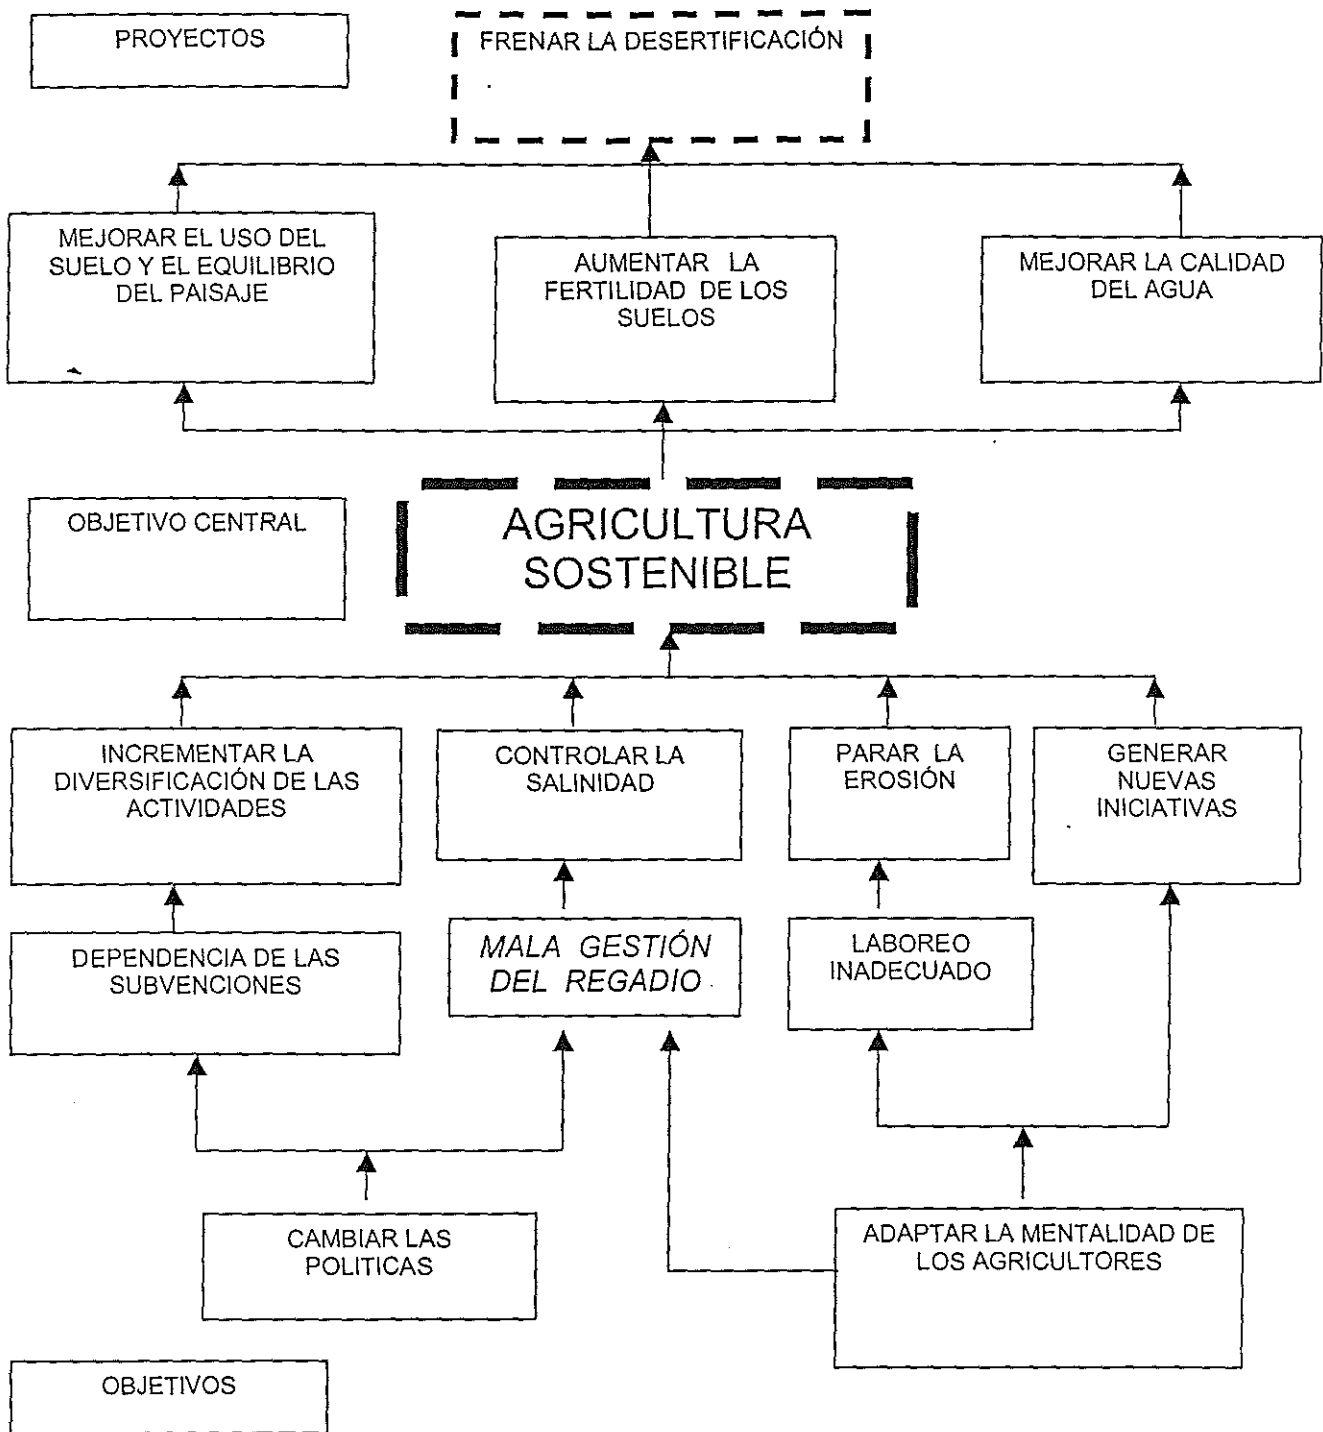 PROYECTOS
FRENAR LA DESERTIFICACIÓN
MEJORAR EL USO DEL
SUELO Y EL EQUILIBRIO
DEL PAISAJE
AUMENTAR LA
FERTILIDAD DE LOS
SUELOS
MEJORAR LA CALIDAD
DEL AGUA
OBJETIVO CENTRAL
AGRICULTURA
SOSTENIBLE
INCREMENTAR LA
DIVERSIFICACIÓN DE LAS
ACTIVIDADES
CONTROLAR LA
SALINIDAD
PARAR LA
EROSIÓN
GENERAR
NUEVAS
INICIATIVAS
DEPENDENCIA DE LAS
SUBVENCIONES
MALA GESTIÓN
DEL REGADIO
LABOREO
INADECUADO
CAMBIAR LAS
POLITICAS
ADAPTAR LA MENTALIDAD DE
LOS AGRICULTORES
OBJETIVOS